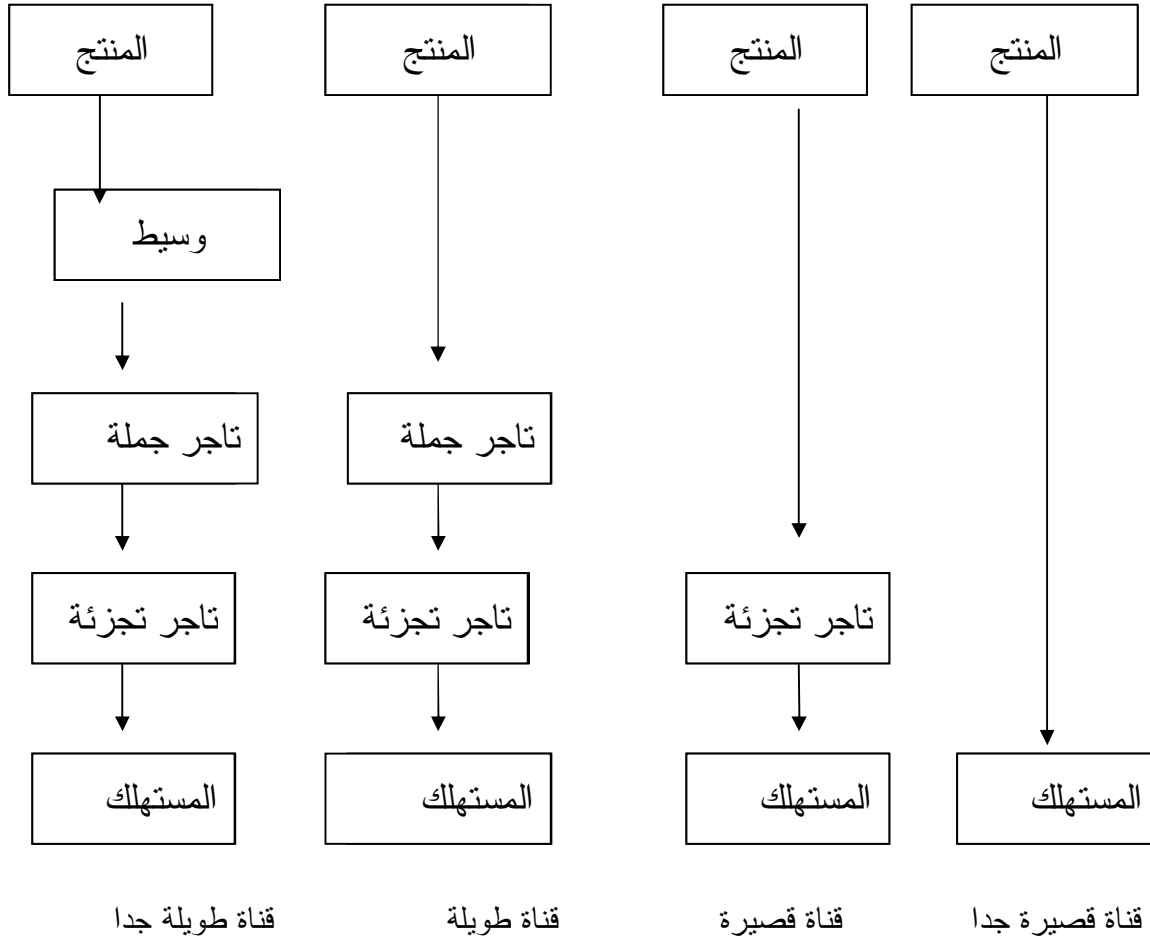 المنتج
المنتج
المنتج
المنتج
وسيط
تاجر جملة
تاجر جملة
تاجر تجزئة
تاجر تجزئة
تاجر تجزئة
المستهلك
المستهلك
المستهلك
المستهلك
قناة قصيرة جدا
قناة قصيرة
قناة طويلة
قناة طويلة جدا